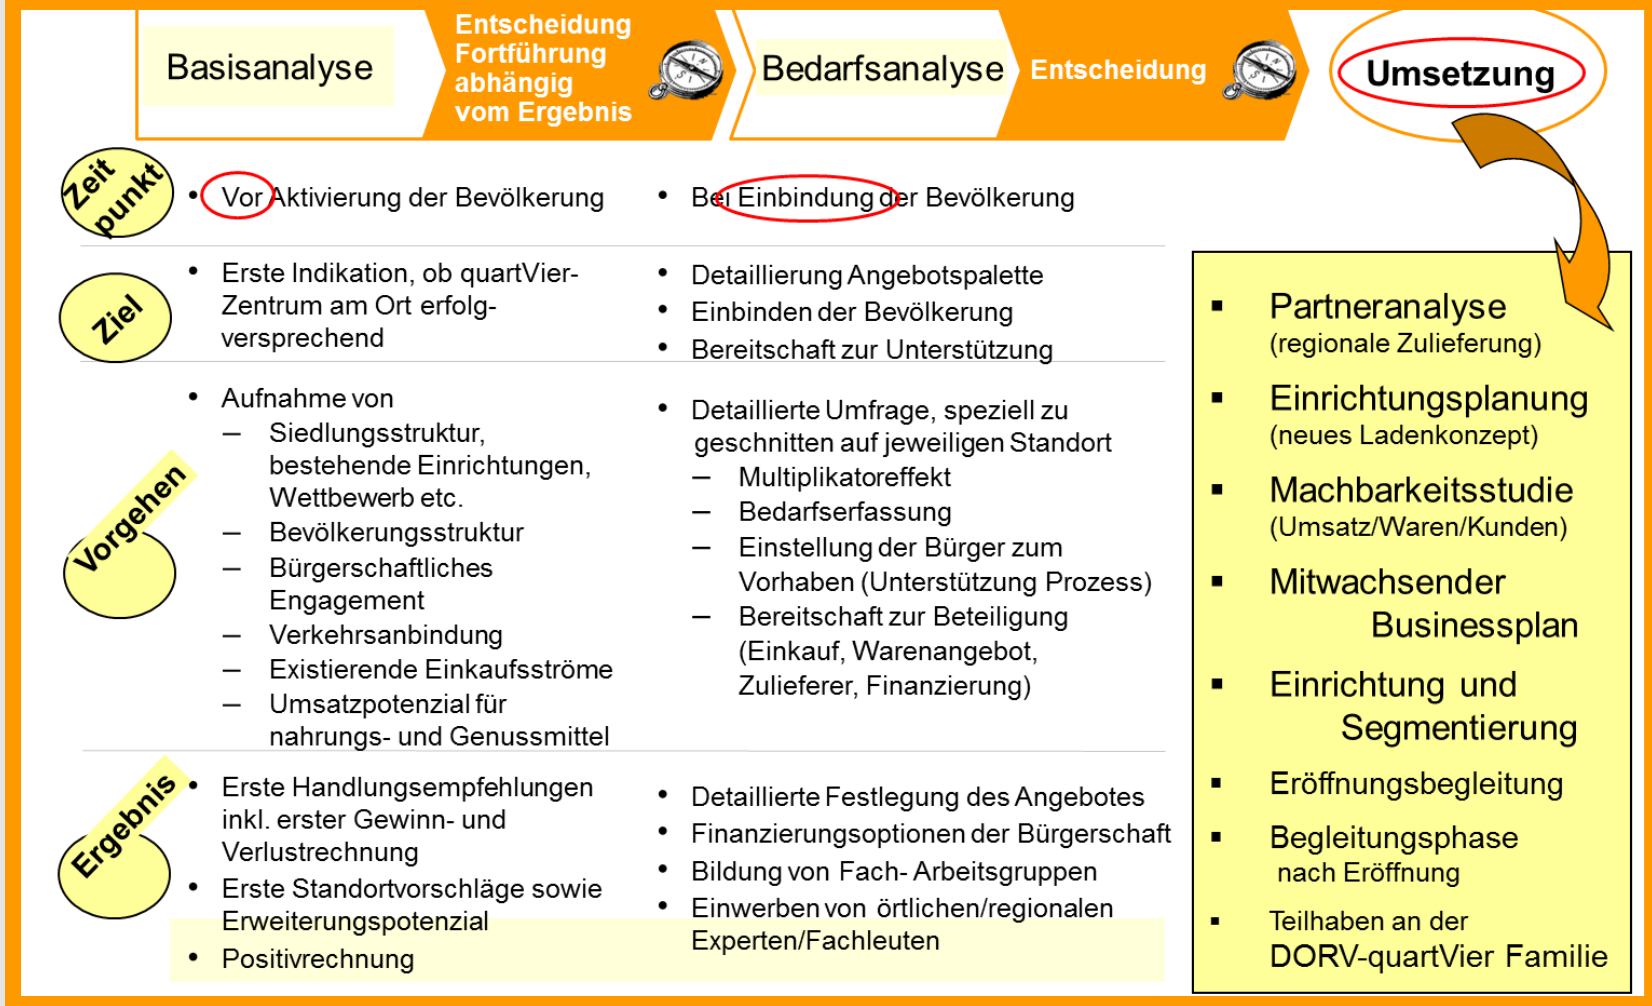 Basisanalyse
Entscheidung
Fortführung
abhängig
vom Ergebnis
Bedarfsanalyse
Entscheidung
Umsetzung
Zeit
punkt
• Vor Aktivierung der Bevölkerung
• Bei Einbindung der Bevölkerung
Ziel
• Erste Indikation, ob quartVier-
Zentrum am Ort erfolg-
versprechend
• Detaillierung Angebotspalette
• Einbinden der Bevölkerung
• Bereitschaft zur Unterstützung
Vorgehen
• Aufnahme von
– Siedlungsstruktur,
bestehende Einrichtungen,
Wettbewerb etc.
– Bevölkerungsstruktur
– Bürgerschaftliches
Engagement
– Verkehrsanbindung
– Existierende Einkaufsströme
– Umsatzpotenzial für
nahrungs- und Genussmittel
• Detaillierte Umfrage, speziell zu
geschnitten auf jeweiligen Standort
– Multiplikatoreffekt
– Bedarfserfassung
– Einstellung der Bürger zum
Vorhaben (Unterstützung Prozess)
– Bereitschaft zur Beteiligung
(Einkauf, Warenangebot,
Zulieferer, Finanzierung)
Ergebnis
• Erste Handlungsempfehlungen
inkl. erster Gewinn- und
Verlustrechnung
• Erste Standortvorschläge sowie
Erweiterungspotenzial
• Positivrechnung
• Detaillierte Festlegung des Angebotes
• Finanzierungsoptionen der Bürgerschaft
• Bildung von Fach- Arbeitsgruppen
• Einwerben von örtlichen/regionalen
Experten/Fachleuten
▪ Partneranalyse
(regionale Zulieferung)
▪ Einrichtungsplanung
(neues Ladenkonzept)
▪ Machbarkeitsstudie
(Umsatz/Waren/Kunden)
▪ Mitwachsender
Businessplan
▪ Einrichtung und
Segmentierung
▪ Eröffnungsbegleitung
▪ Begleitungsphase
nach Eröffnung
▪ Teilhaben an der
DORV-quartVier Familie